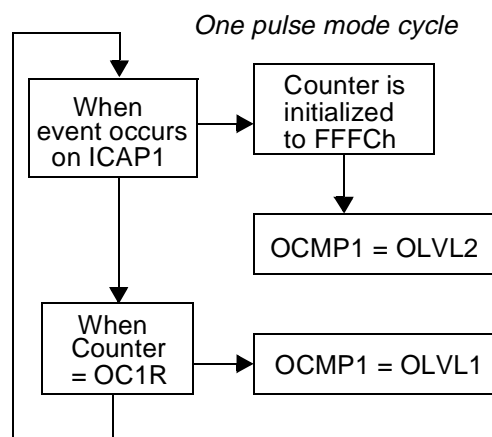 One pulse mode cycle
When
event occurs
on ICAP1
Counter is
initialized
to FFFCh
OCMP1 = OLVL2
When
Counter
= OC1R
OCMP1 = OLVL1